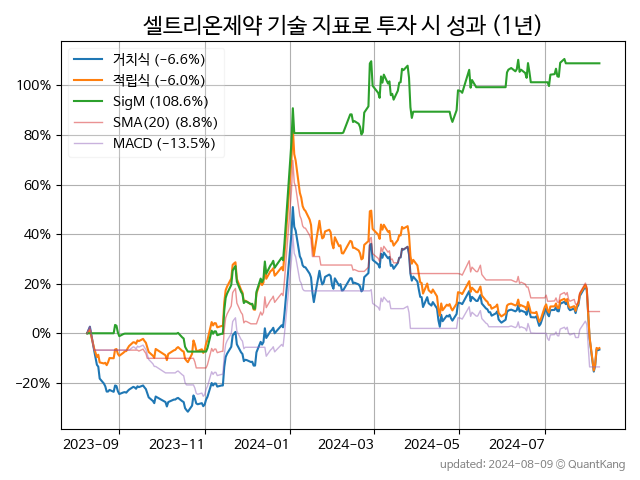 셀트리온제약 기술 지표로 투자 시 성과 (1년)
거치식 (−6.6%)
적립식 (−6.0%)
SigM (108.6%)
SMA(20) (8.8%)
MACD (−13.5%)
100%
80%
60%
40%
20%
0%
−20%
2023-09 2023-11 2024-01 2024-03 2024-05 2024-07
updated: 2024-08-09 © QuantKang